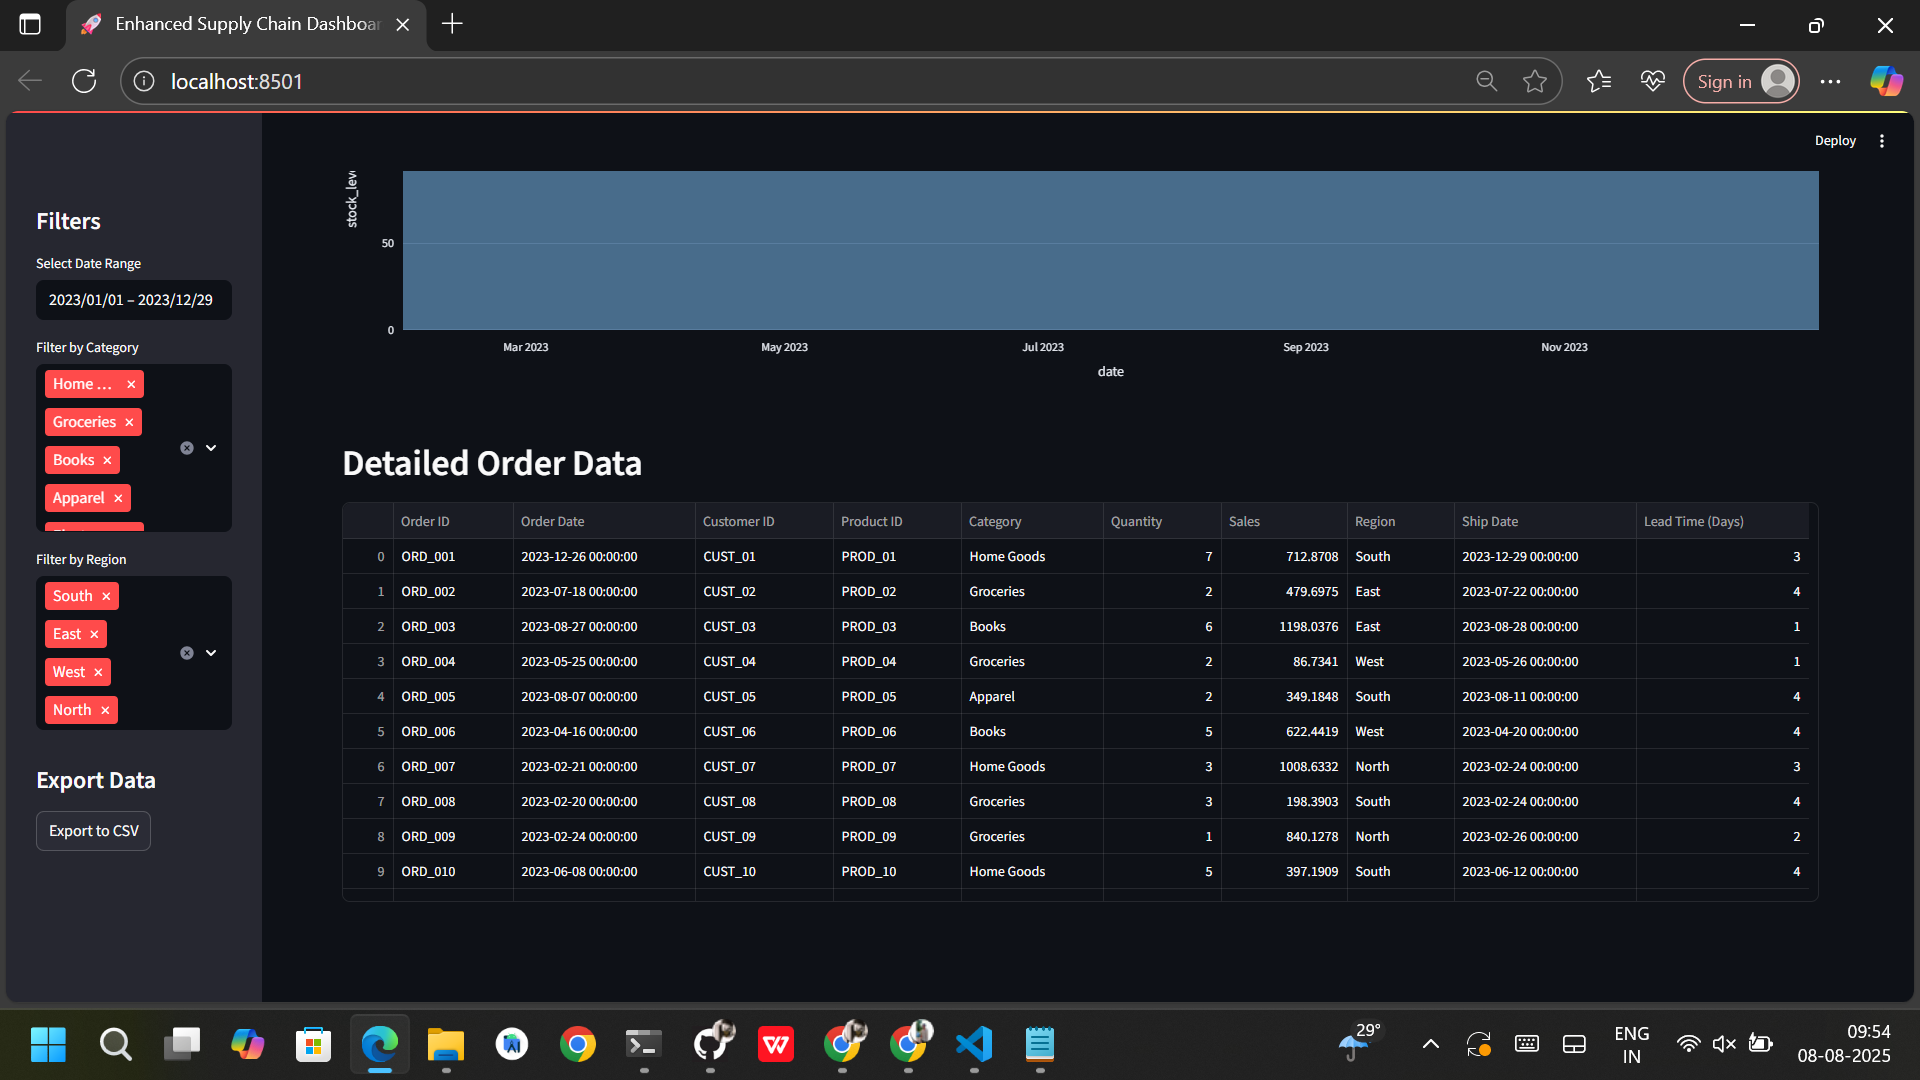 Enhanced Supply Chain Dashboar
localhost:8501
Sign in
Deploy
Filters
Select Date Range
2023/01/01 – 2023/12/29
Filter by Category
Home ...
Groceries
Books
Apparel
Filter by Region
South
East
West
North
Export Data
Export to CSV
stock_lev
50
0
Mar 2023 May 2023 Jul 2023 Sep 2023 Nov 2023
date
Detailed Order Data
Order ID Order Date Customer ID Product ID Category Quantity Sales Region Ship Date Lead Time (Days)
0 ORD_001 2023-12-26 00:00:00 CUST_01 PROD_01 Home Goods 7 712.8708 South 2023-12-29 00:00:00 3
1 ORD_002 2023-07-18 00:00:00 CUST_02 PROD_02 Groceries 2 479.6975 East 2023-07-22 00:00:00 4
2 ORD_003 2023-08-27 00:00:00 CUST_03 PROD_03 Books 6 1198.0376 East 2023-08-28 00:00:00 1
3 ORD_004 2023-05-25 00:00:00 CUST_04 PROD_04 Groceries 2 86.7341 West 2023-05-26 00:00:00 1
4 ORD_005 2023-08-07 00:00:00 CUST_05 PROD_05 Apparel 2 349.1848 South 2023-08-11 00:00:00 4
5 ORD_006 2023-04-16 00:00:00 CUST_06 PROD_06 Books 5 622.4419 West 2023-04-20 00:00:00 4
6 ORD_007 2023-02-21 00:00:00 CUST_07 PROD_07 Home Goods 3 1008.6332 North 2023-02-24 00:00:00 3
7 ORD_008 2023-02-20 00:00:00 CUST_08 PROD_08 Groceries 3 198.3903 South 2023-02-24 00:00:00 4
8 ORD_009 2023-02-24 00:00:00 CUST_09 PROD_09 Groceries 1 840.1278 North 2023-02-26 00:00:00 2
9 ORD_010 2023-06-08 00:00:00 CUST_10 PROD_10 Home Goods 5 397.1909 South 2023-06-12 00:00:00 4
29°
ENG
IN
09:54
08-08-2025